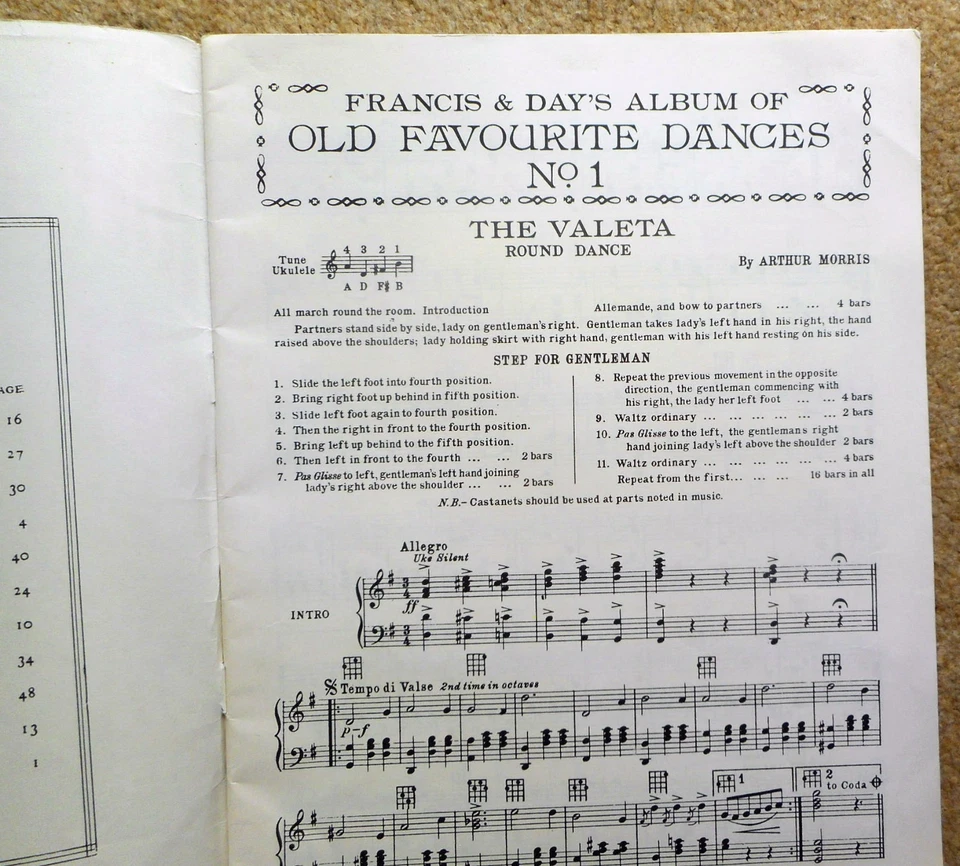 AGE
16
27
30
4
40
24
10
34
48
13
1
FRANCIS & DAY'S ALBUM OF
OLD FAVOURITE DANCES
No 1
THE VALETA
ROUND DANCE
By ARTHUR MORRIS
Tune
Ukulele
4 3 2 1
A D F# B
All march round the room. Introduction Allemande, and bow to partners ... ... 4 bars
Partners stand side by side, lady on gentleman's right. Gentleman takes lady's left hand in his right, the hand
raised above the shoulders; lady holding skirt with right hand, gentleman with his left hand resting on his side.
STEP FOR GENTLEMAN
1. Slide the left foot into fourth position.
2. Bring right foot up behind in fifth position.
3. Slide left foot again to fourth position.
4. Then the right in front to the fourth position.
5. Bring left up behind to the fifth position.
6. Then left in front to the fourth ... ... 2 bars
7. Pas Glisse to left, gentleman's left hand joining
lady's right above the shoulder ... ... 2 bars
8. Repeat the previous movement in the opposite
direction, the gentleman commencing with
his right, the lady her left foot ... ... 4 bars
9. Waltz ordinary ... ... ... ... ... ... 2 bars
10. Pas Glisse to the left, the gentlemans right
hand joining lady's left above the shoulder 2 bars
11. Waltz ordinary ... ... ... ... ... ... 4 bars
Repeat from the first... ... ... 16 bars in all
N.B.- Castanets should be used at parts noted in music.
Allegro
Uke Silent
INTRO
3 4
ff
3 4
Tempo di Valse 2nd time in octaves
p-f
1
2
to Coda